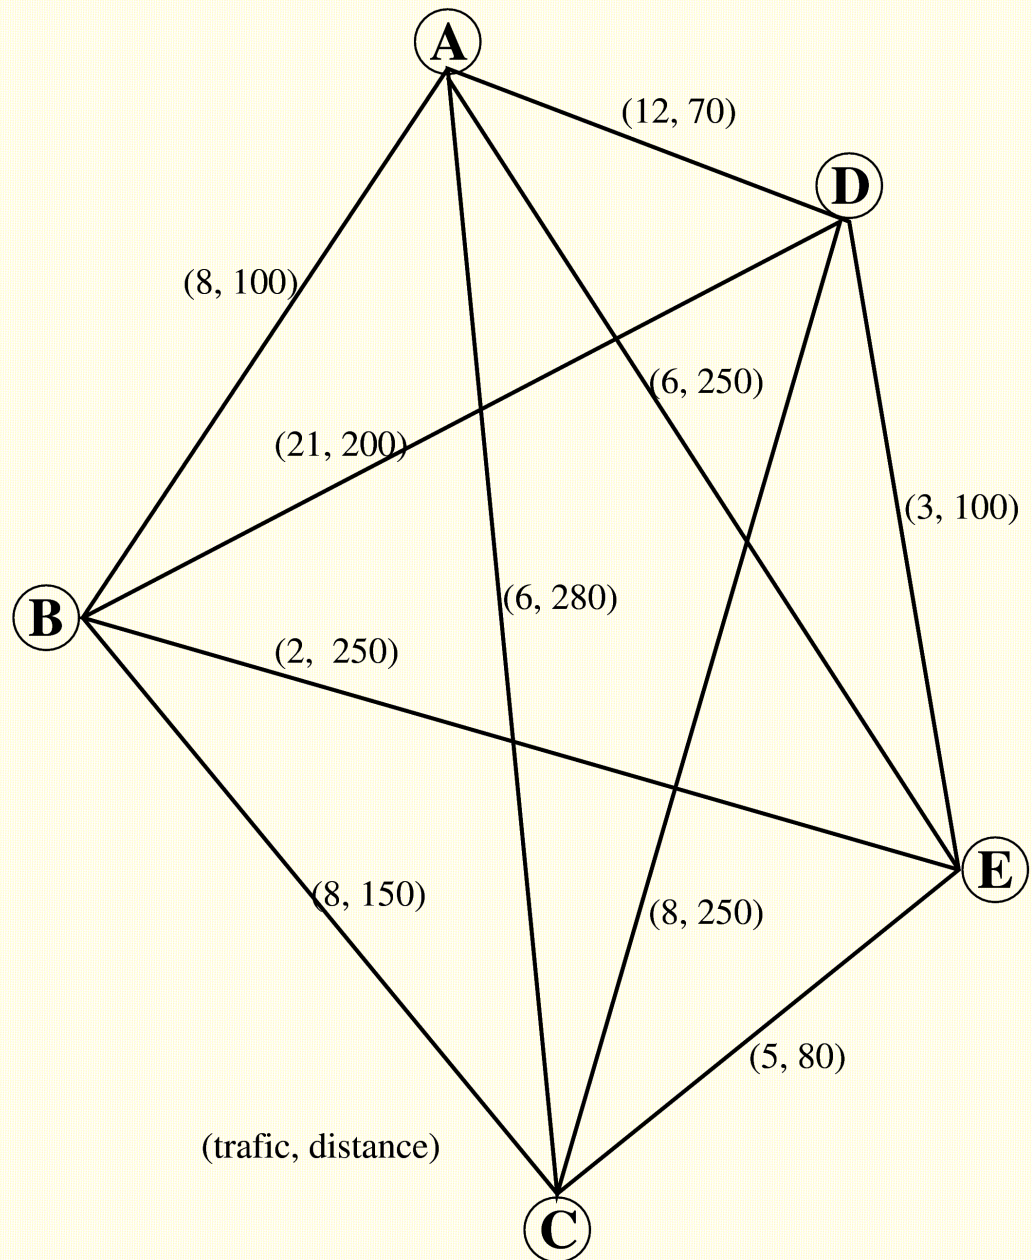 A
(12, 70)
D
(8, 100)
(6, 250)
(21, 200)
(3, 100)
(6, 280)
B
(2,  250)
E
(8, 150)
(8, 250)
(5, 80)
(trafic, distance)
C